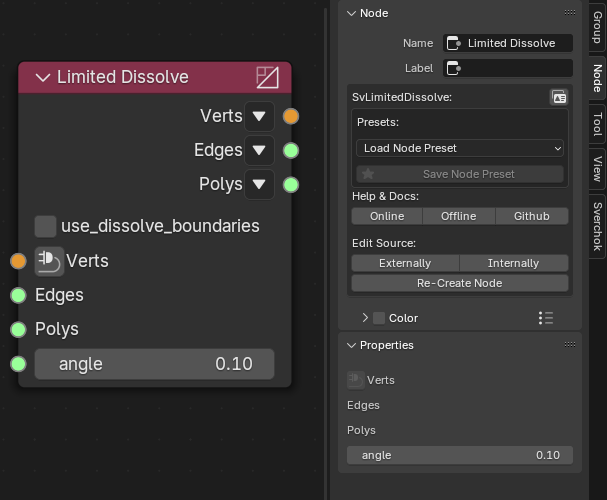 Limited Dissolve
Verts
Edges
Polys
use_dissolve_boundaries
Verts
Edges
Polys
angle 0.10
Node
Name Limited Dissolve
Label
SvLimitedDissolve:
Presets:
Load Node Preset
Save Node Preset
Help & Docs:
Online Offline Github
Edit Source:
Externally Internally
Re-Create Node
Color
Properties
Verts
Edges
Polys
angle 0.10
Group
Node
Tool
View
Sverchok